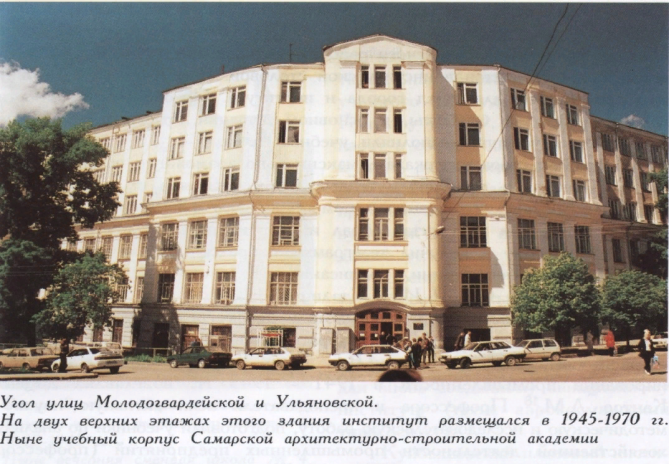 Угол улиц Молодогвардейской и Ульяновской.
На двух верхних этажах этого здания институт размещался в 1945-1970 гг.
Ныне учебный корпус Самарской архитектурно-строительной академии